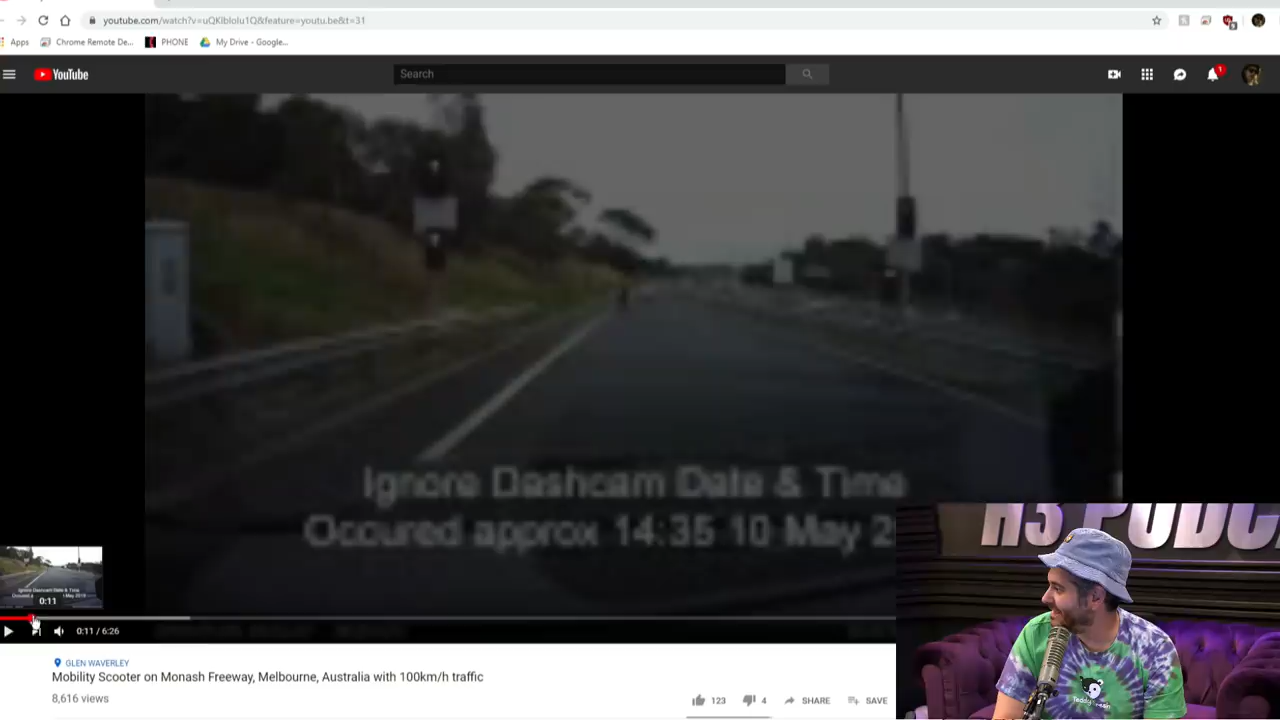 youtube.com/watch?v=uQKlblolu1Q&feature=youtu.be&t=31
Apps
Chrome Remote De...
PHONE
My Drive - Google...
YouTube
Search
1
Ignore Dashcam Date & Time
Occured approx 14:35 10 May 2
H3 PODC
0:11
0:11 / 6:26
GLEN WAVERLEY
Mobility Scooter on Monash Freeway, Melbourne, Australia with 100km/h traffic
8,616 views
123
4
SHARE
SAVE